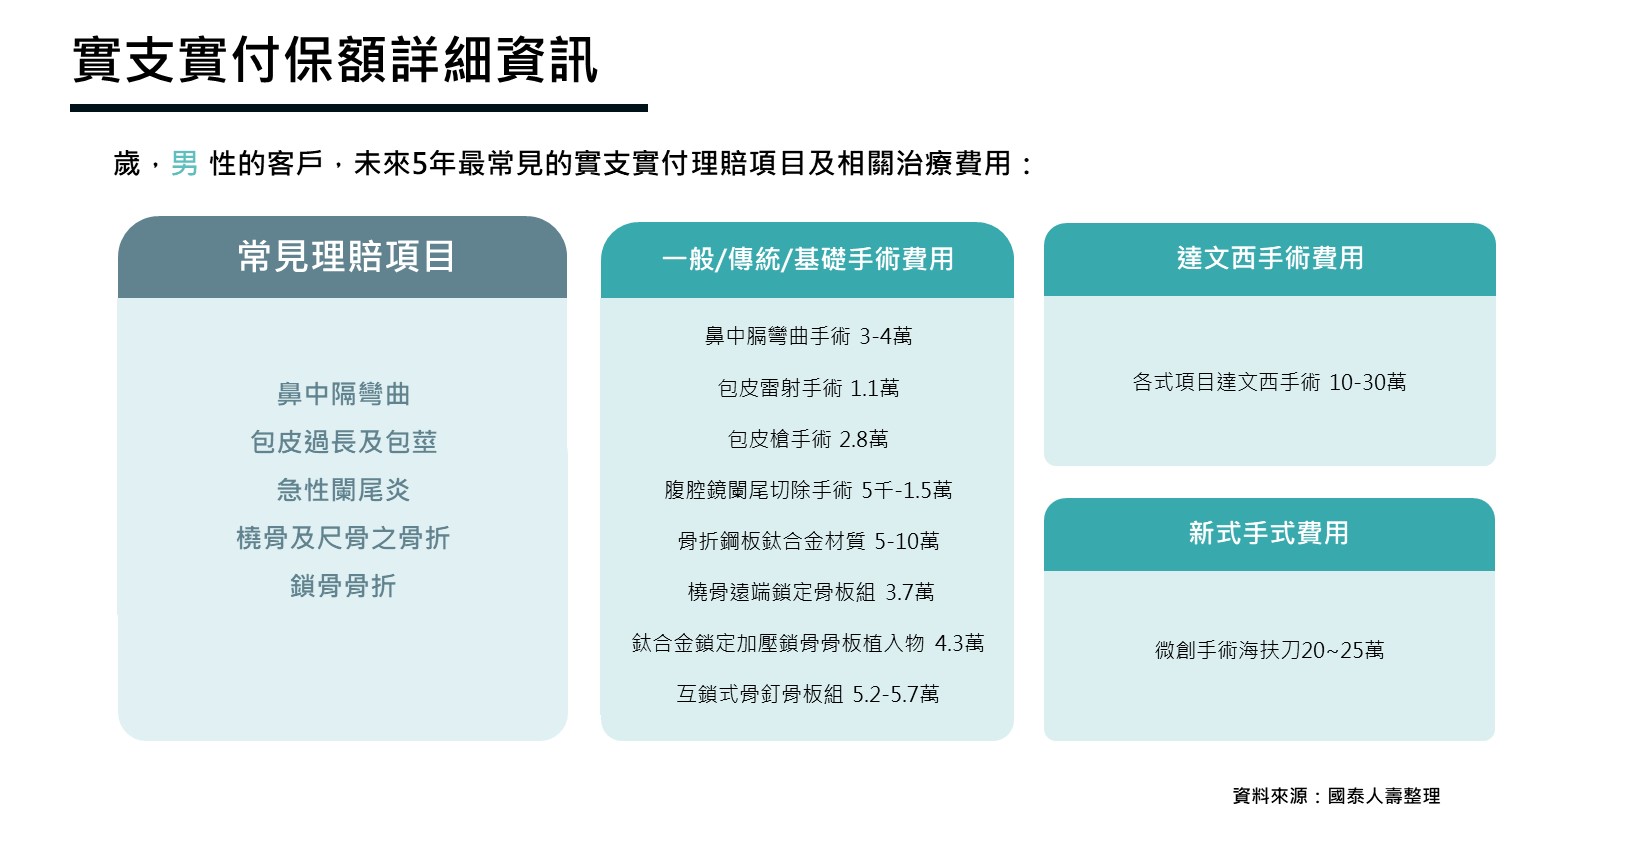 實支實付保額詳細資訊
歲，男 性的客戶，未來5年最常見的實支實付理賠項目及相關治療費用：
常見理賠項目
鼻中隔彎曲
包皮過長及包莖
急性闌尾炎
橈骨及尺骨之骨折
鎖骨骨折
一般/傳統/基礎手術費用
鼻中膈彎曲手術 3-4萬
包皮雷射手術 1.1萬
包皮槍手術 2.8萬
腹腔鏡闌尾切除手術 5千-1.5萬
骨折鋼板鈦合金材質 5-10萬
橈骨遠端鎖定骨板組 3.7萬
鈦合金鎖定加壓鎖骨骨板植入物 4.3萬
互鎖式骨釘骨板組 5.2-5.7萬
達文西手術費用
各式項目達文西手術 10-30萬
新式手式費用
微創手術海扶刀20~25萬
資料來源：國泰人壽整理